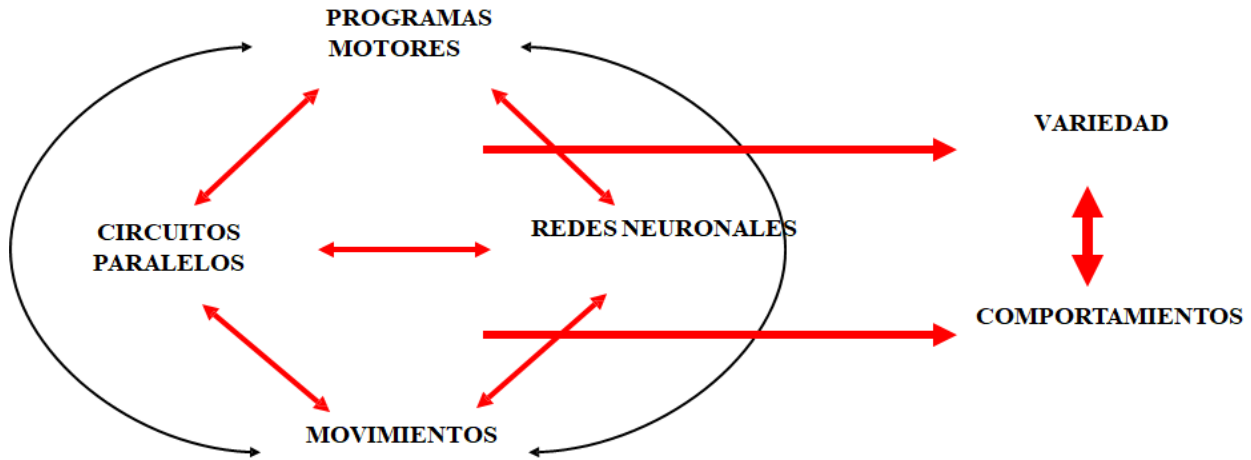 PROGRAMAS
MOTORES
VARIEDAD
CIRCUITOS
PARALELOS
REDES NEURONALES
COMPORTAMIENTOS
MOVIMIENTOS